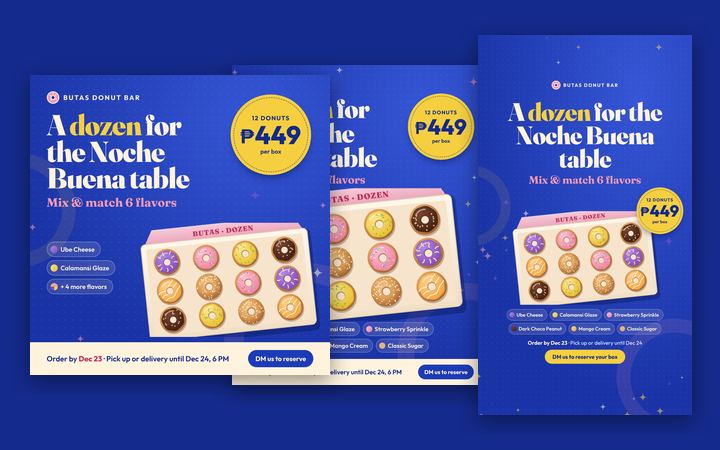 BUTAS DONUT BAR
A dozen for
the Noche
Buena table
Mix & match 6 flavors
12 DONUTS
₱449
per box
Ube Cheese
Calamansi Glaze
+ 4 more flavors
BUTAS · DOZEN
Order by Dec 23 · Pick up or delivery until Dec 24, 6 PM
DM us to reserve
for
he
table
flavors
12 DONUTS
₱449
per box
TAS · DOZEN
Glaze
Strawberry Sprinkle
Mango Cream
Classic Sugar
Dec 24, 6 PM
DM us to reserve
BUTAS DONUT BAR
A dozen for the
Noche Buena
table
Mix & match 6 flavors
12 DONUTS
₱449
per box
BUTAS · DOZEN
Ube Cheese
Calamansi Glaze
Strawberry Sprinkle
Dark Choco Peanut
Mango Cream
Classic Sugar
Order by Dec 23 · Pick up or delivery until Dec 24
DM us to reserve your box